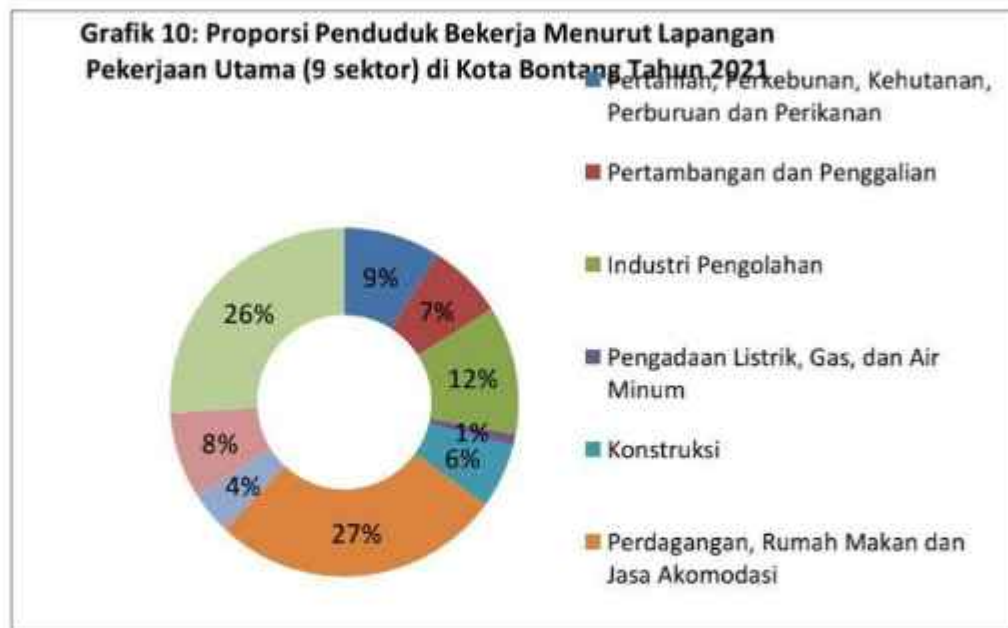 Grafik 10: Proporsi Penduduk Bekerja Menurut Lapangan
Pekerjaan Utama (9 sektor) di Kota Bontang Tahun 2021
Pertanian, Perkebunan, Kehutanan,
Perburuan dan Perikanan
Pertambangan dan Penggalian
Industri Pengolahan
Pengadaan Listrik, Gas, dan Air
Minum
Konstruksi
Perdagangan, Rumah Makan dan
Jasa Akomodasi
9%
7%
12%
1%
6%
27%
4%
8%
26%